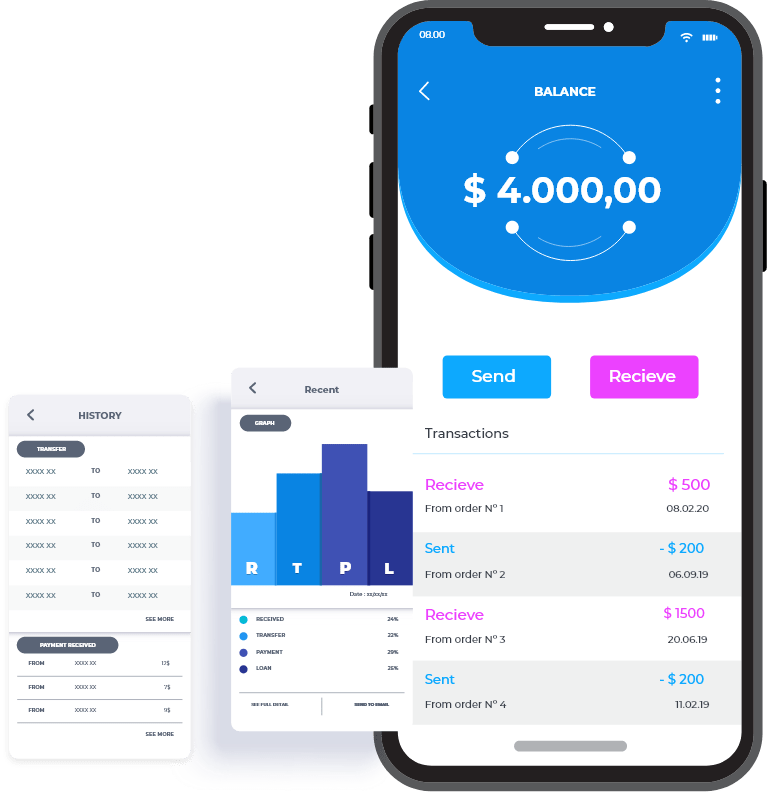 08.00
BALANCE
$ 4.000,00
Send
Recieve
Transactions
Recieve $ 500
From order Nº 1 08.02.20
Sent - $ 200
From order Nº 2 06.09.19
Recieve $ 1500
From order Nº 3 20.06.19
Sent - $ 200
From order Nº 4 11.02.19
Recent
GRAPH
R T P L
Date : xx/xx/xx
RECEIVED 24%
TRANSFER 22%
PAYMENT 29%
LOAN 25%
SEE FULL DETAIL SEND TO EMAIL
HISTORY
TRANSFER
XXXX XX TO XXXX XX
XXXX XX TO XXXX XX
XXXX XX TO XXXX XX
XXXX XX TO XXXX XX
XXXX XX TO XXXX XX
XXXX XX TO XXXX XX
SEE MORE
PAYMENT RECEIVED
FROM XXXX XX 12$
FROM XXXX XX 7$
FROM XXXX XX 9$
SEE MORE